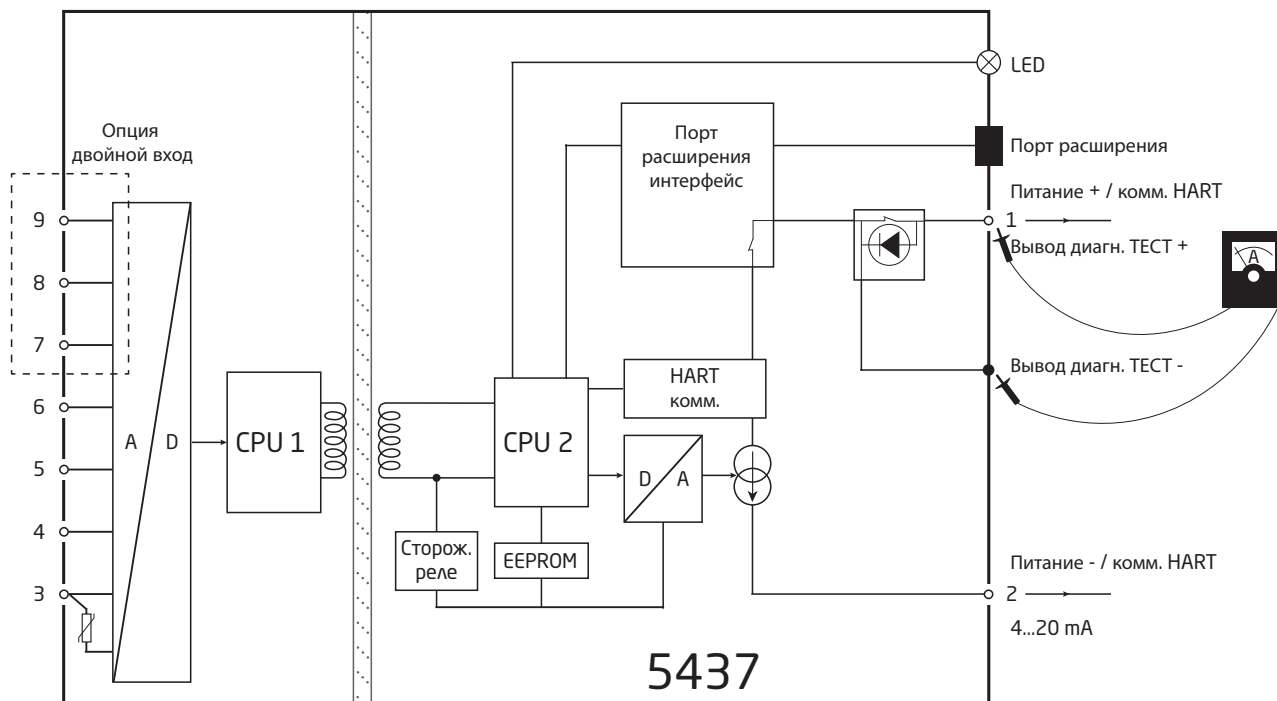 LED
Опция
двойной вход
Порт
расширения
интерфейс
Порт расширения
Питание + / комм. HART
9
1
Вывод диагн. ТЕСТ +
A
8
7
Вывод диагн. ТЕСТ -
HART
комм.
6
A
D
CPU 1
CPU 2
D
A
5
4
Сторож.
реле
EEPROM
Питание - / комм. HART
3
2
4...20 mA
5437